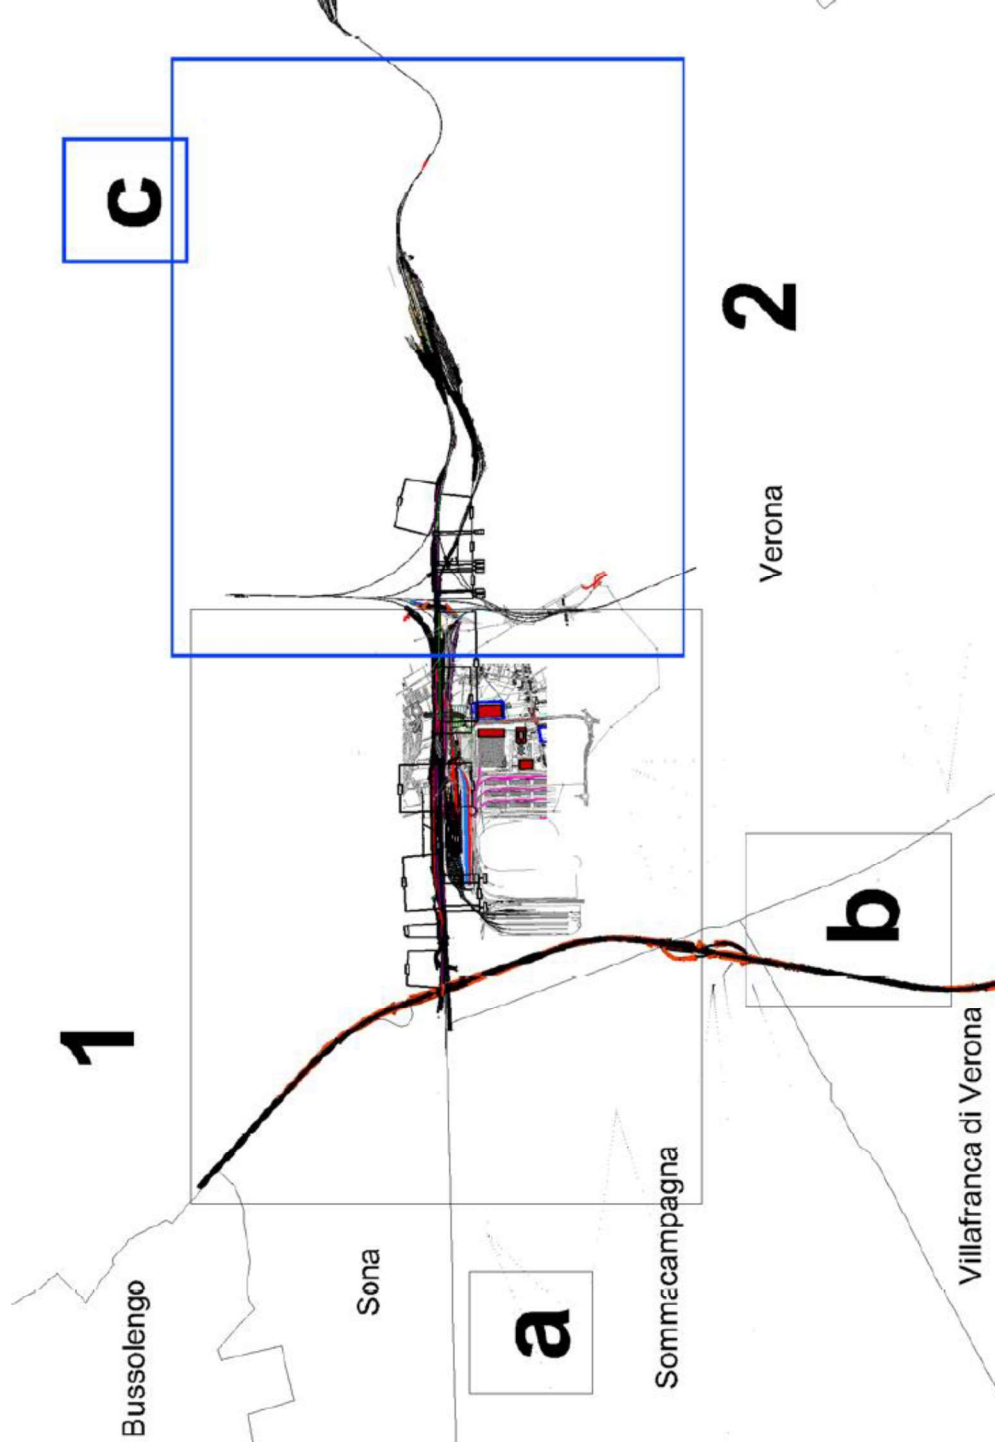 Bussolengo
1
c
Sona
a
Sommacampagna
Verona
2
b
Villafranca di Verona